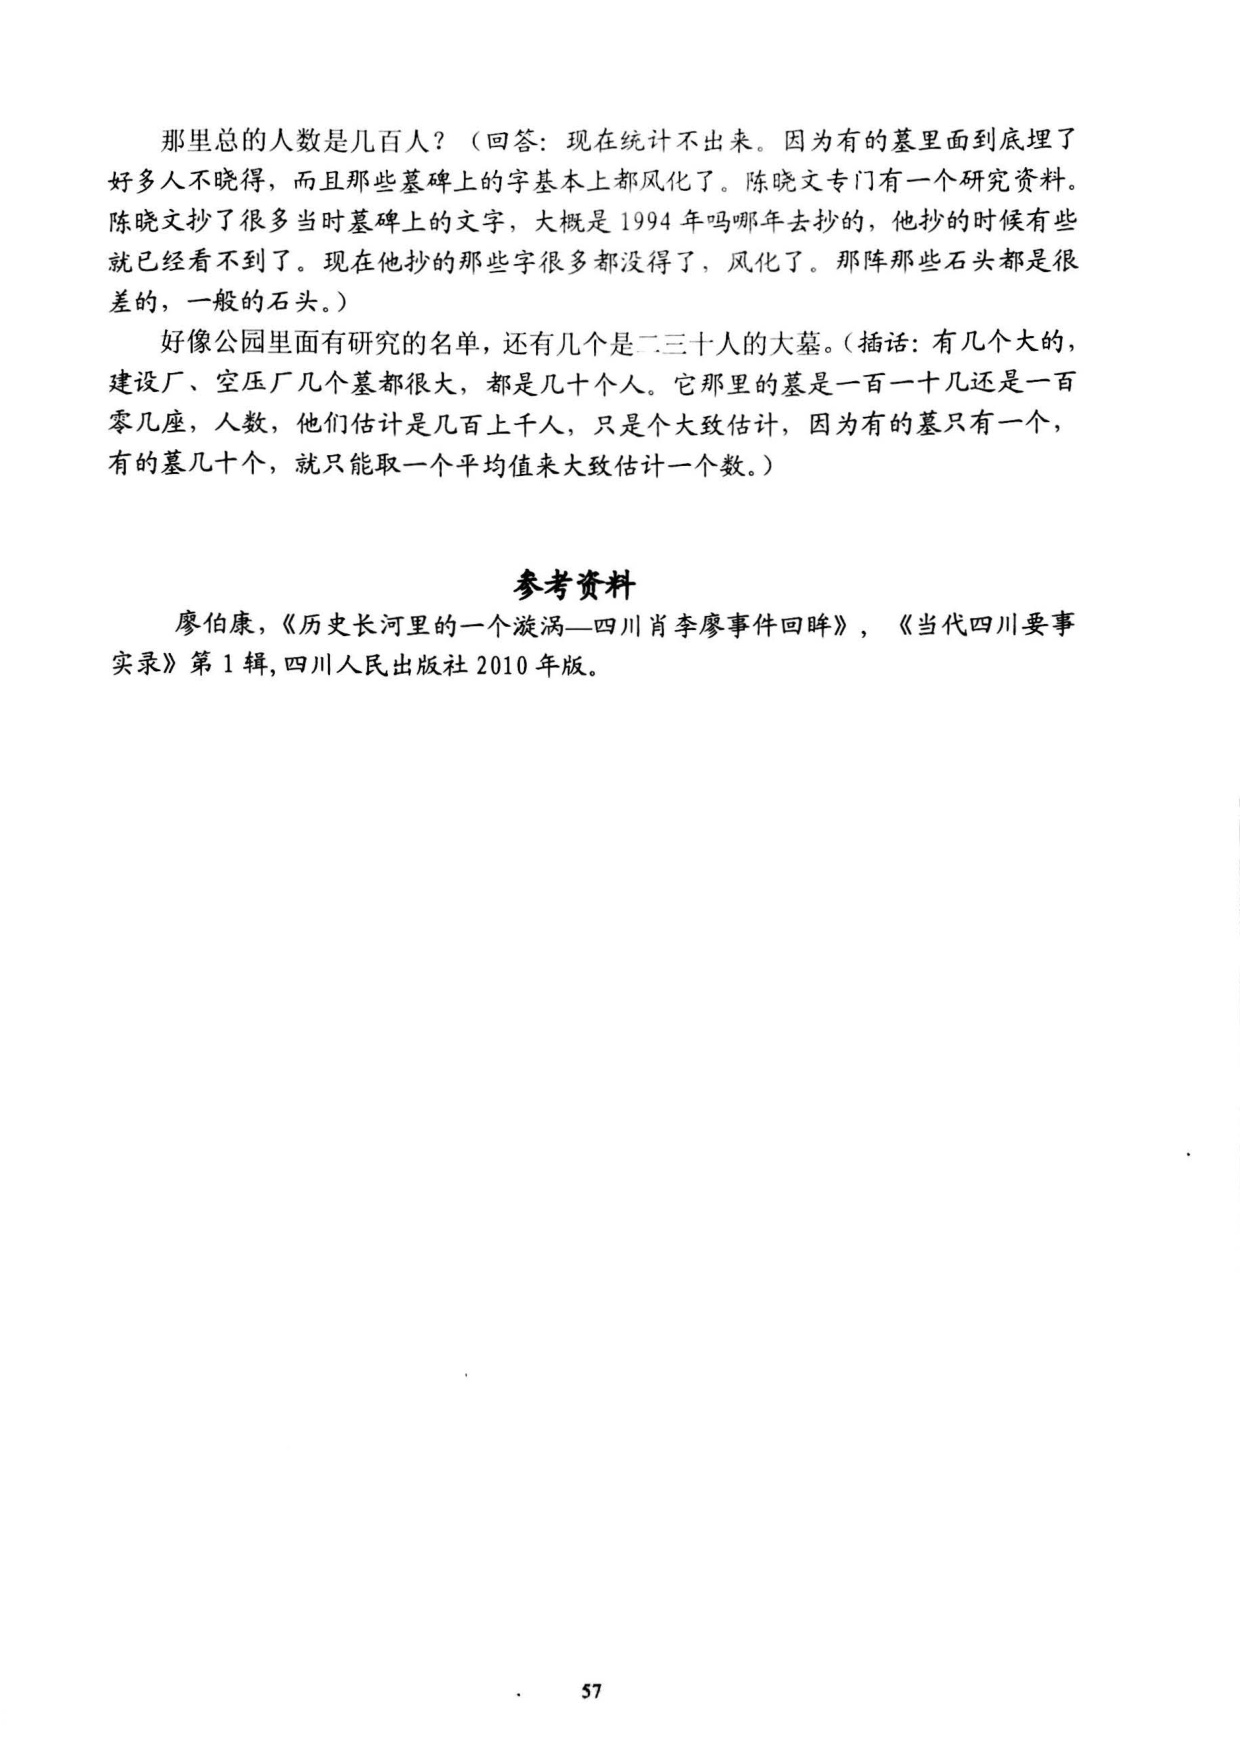 那里总的人数是几百人？（回答：现在统计不出来。因为有的墓里面到底埋了
好多人不晓得，而且那些墓碑上的字基本上都风化了。陈晓文专门有一个研究资料。
陈晓文抄了很多当时墓碑上的文字，大概是 1994 年吗哪年去抄的，他抄的时候有些
就已经看不到了。现在他抄的那些字很多都没得了，风化了。那阵那些石头都是很
差的，一般的石头。）
好像公园里面有研究的名单，还有几个是二三十人的大墓。（插话：有几个大的，
建设厂、空压厂几个墓都很大，都是几十个人。它那里的墓是一百一十几还是一百
零几座，人数，他们估计是几百上千人，只是个大致估计，因为有的墓只有一个，
有的墓几十个，就只能取一个平均值来大致估计一个数。）
参考资料
廖伯康，《历史长河里的一个漩涡—四川肖李廖事件回眸》，《当代四川要事
实录》第 1 辑,四川人民出版社 2010 年版。
57